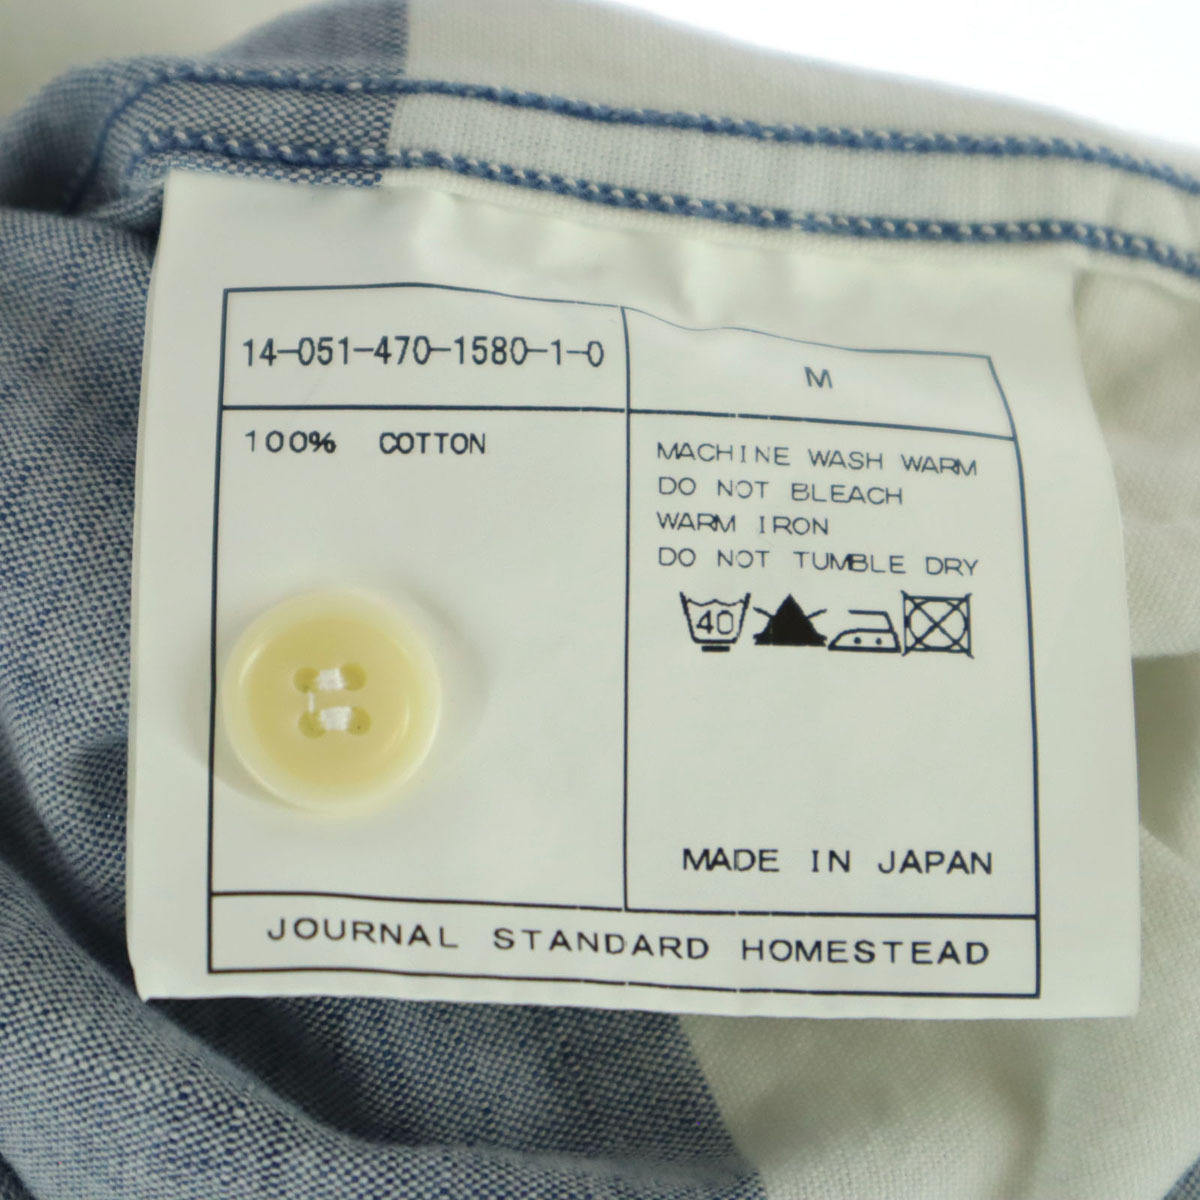 14-051-470-1580-1-0
M
100% COTTON
MACHINE WASH WARM
DO NOT BLEACH
WARM IRON
DO NOT TUMBLE DRY
40
MADE IN JAPAN
JOURNAL STANDARD HOMESTEAD